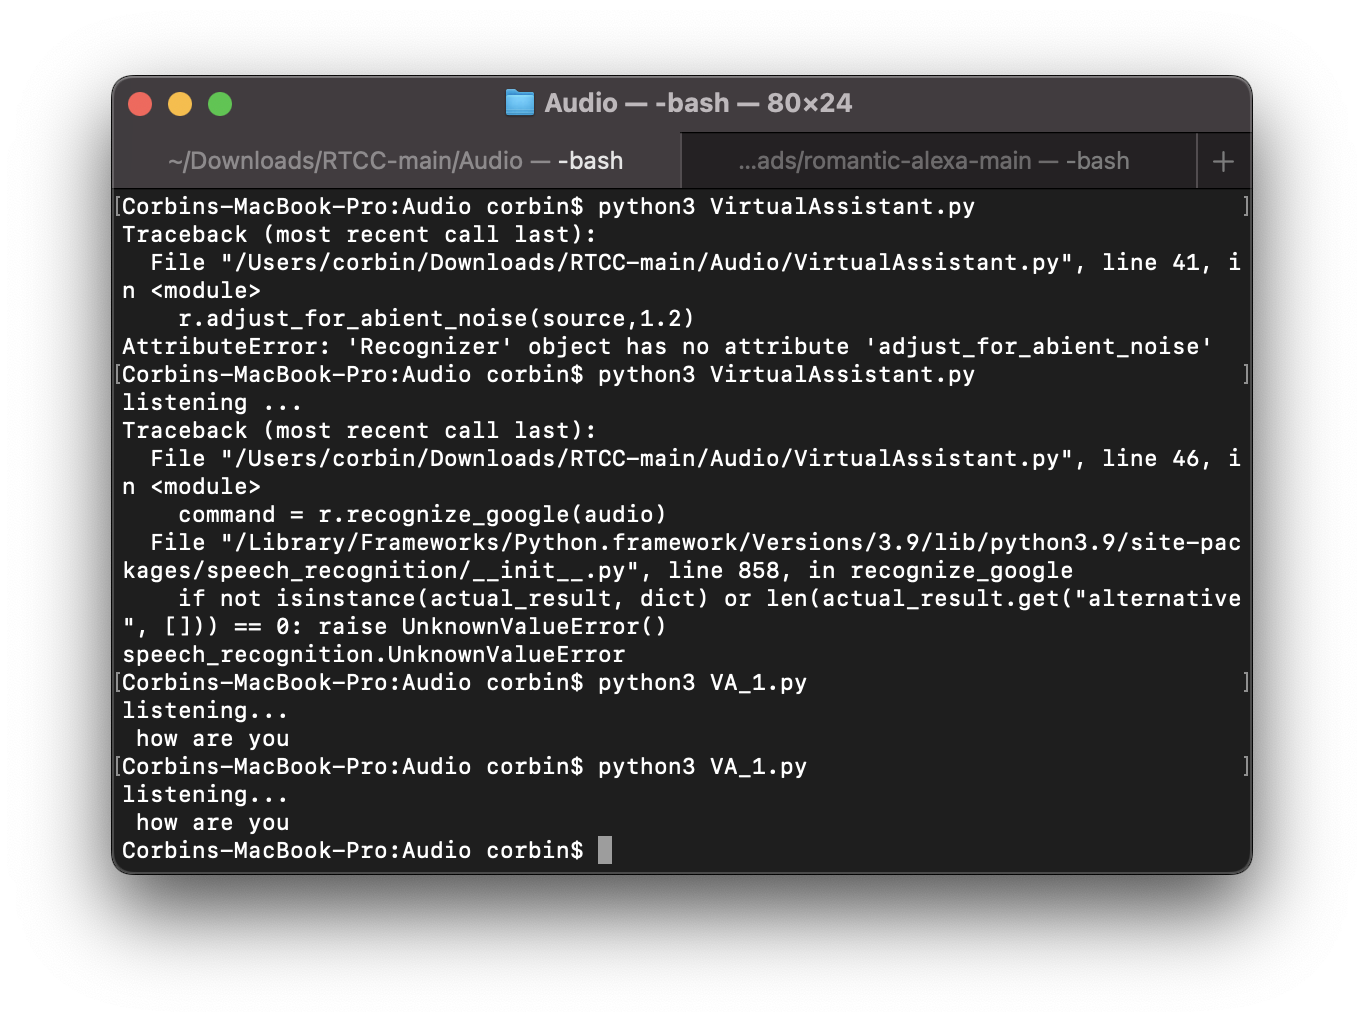 Audio — -bash — 80×24
~/Downloads/RTCC-main/Audio — -bash
...ads/romantic-alexa-main — -bash
+
[Corbins-MacBook-Pro:Audio corbin$ python3 VirtualAssistant.py ]
Traceback (most recent call last):
  File "/Users/corbin/Downloads/RTCC-main/Audio/VirtualAssistant.py", line 41, i
n <module>
    r.adjust_for_abient_noise(source,1.2)
AttributeError: 'Recognizer' object has no attribute 'adjust_for_abient_noise'
[Corbins-MacBook-Pro:Audio corbin$ python3 VirtualAssistant.py ]
listening ...
Traceback (most recent call last):
  File "/Users/corbin/Downloads/RTCC-main/Audio/VirtualAssistant.py", line 46, i
n <module>
    command = r.recognize_google(audio)
  File "/Library/Frameworks/Python.framework/Versions/3.9/lib/python3.9/site-pac
kages/speech_recognition/__init__.py", line 858, in recognize_google
    if not isinstance(actual_result, dict) or len(actual_result.get("alternative
", [])) == 0: raise UnknownValueError()
speech_recognition.UnknownValueError
[Corbins-MacBook-Pro:Audio corbin$ python3 VA_1.py ]
listening...
 how are you
[Corbins-MacBook-Pro:Audio corbin$ python3 VA_1.py ]
listening...
 how are you
Corbins-MacBook-Pro:Audio corbin$